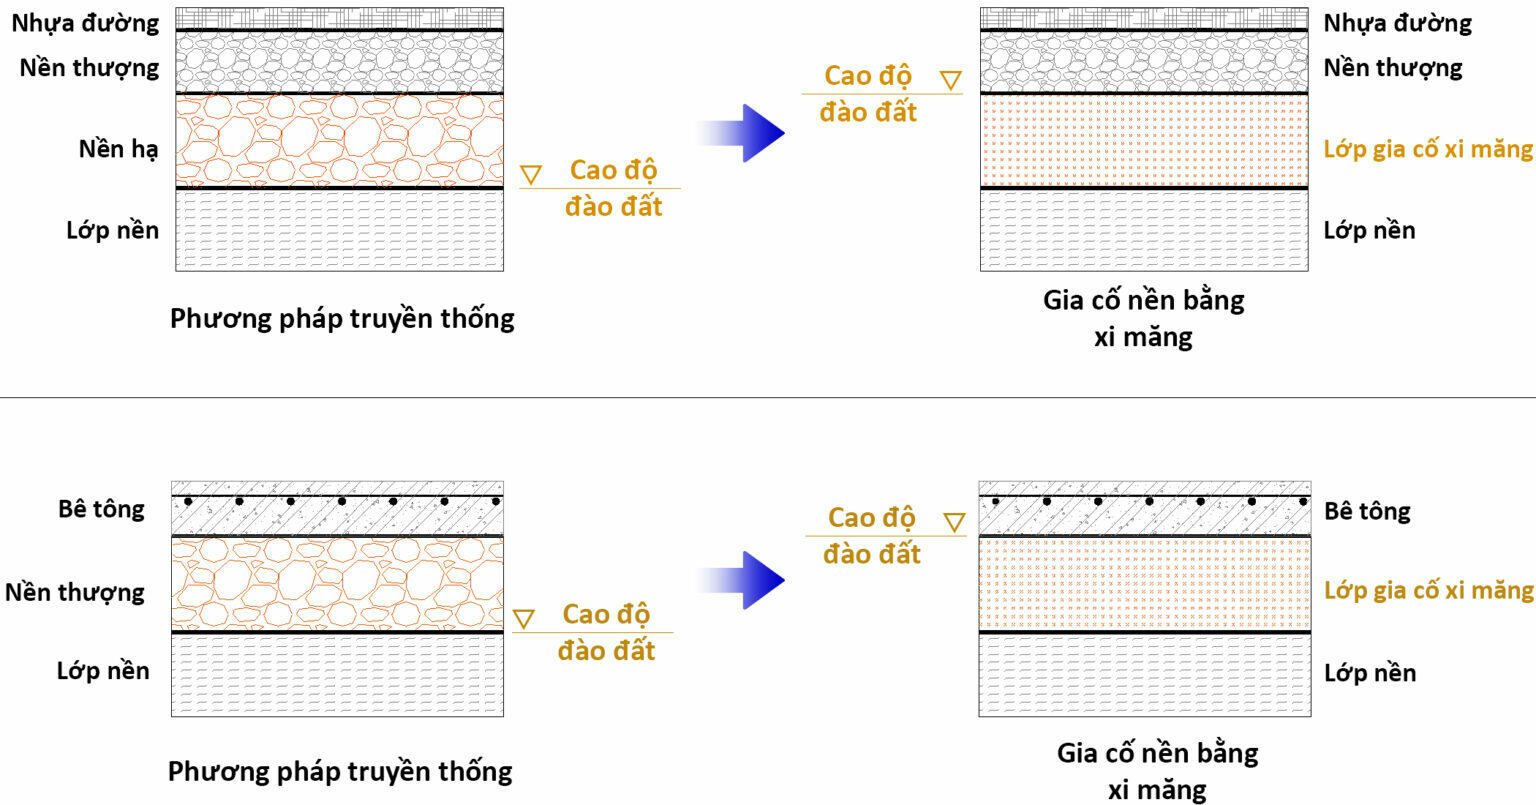 Nhựa đường
Nền thượng
Nền hạ
Lớp nền
Cao độ
đào đất
Phương pháp truyền thống
Cao độ
đào đất
Nhựa đường
Nền thượng
Lớp gia cố xi măng
Lớp nền
Gia cố nền bằng
xi măng
Bê tông
Nền thượng
Lớp nền
Cao độ
đào đất
Phương pháp truyền thống
Cao độ
đào đất
Bê tông
Lớp gia cố xi măng
Lớp nền
Gia cố nền bằng
xi măng